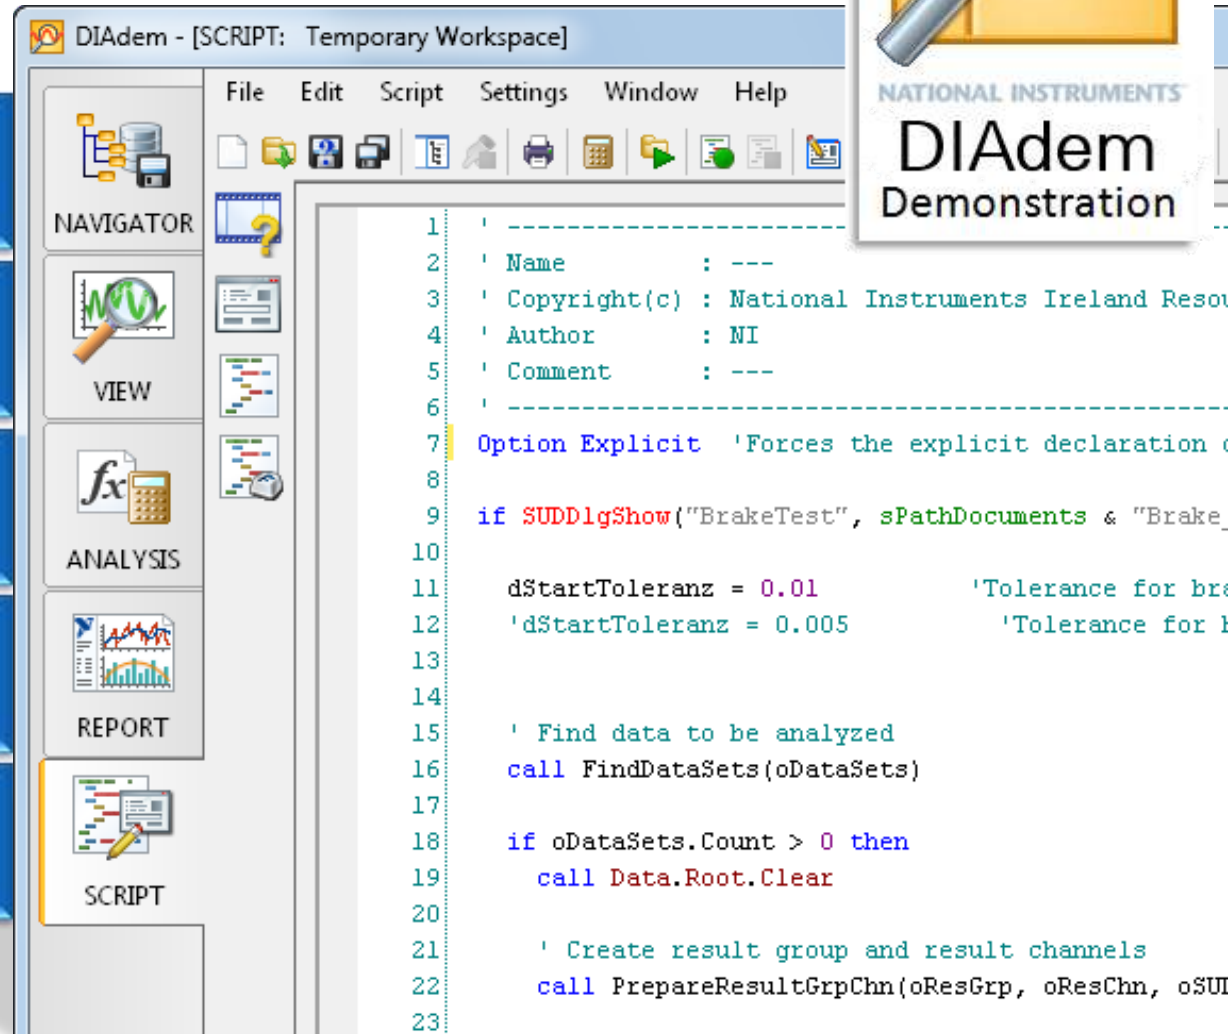 DIAdem - [SCRIPT:   Temporary Workspace]
File Edit Script Settings Window Help
NATIONAL INSTRUMENTS
DIAdem
Demonstration
NAVIGATOR
VIEW
fx
ANALYSIS
REPORT
SCRIPT
1 ' -----------------------
2 ' Name         : ---
3 ' Copyright(c) : National Instruments Ireland
4 ' Author       : NI
5 ' Comment      : ---
6 ' --------------------------------------------------
7 Option Explicit  'Forces the explicit declaration
8
9 if SUDDlgShow("BrakeTest", sPathDocuments & "Brake_
10
11   dStartToleranz = 0.01          'Tolerance for
12   'dStartToleranz = 0.005          'Tolerance for
13
14
15   ' Find data to be analyzed
16   call FindDataSets(oDataSets)
17
18   if oDataSets.Count > 0 then
19     call Data.Root.Clear
20
21     ' Create result group and result channels
22     call PrepareResultGrpChn(oResGrp, oResChn,
23